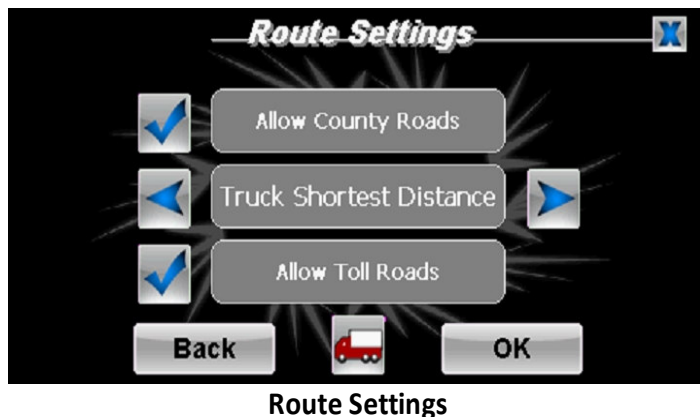 Route Settings
Allow County Roads
Truck Shortest Distance
Allow Toll Roads
Back
OK
Route Settings